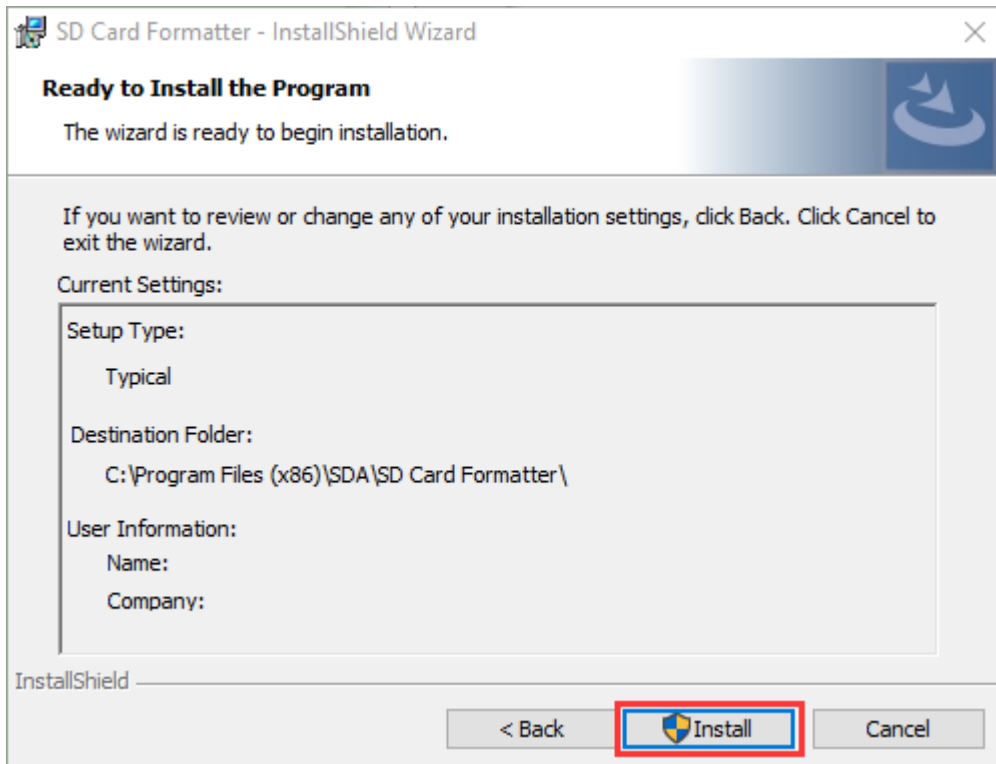 SD Card Formatter - InstallShield Wizard
Ready to Install the Program
The wizard is ready to begin installation.
If you want to review or change any of your installation settings, click Back. Click Cancel to
exit the wizard.
Current Settings:
Setup Type:
Typical
Destination Folder:
C:\Program Files (x86)\SDA\SD Card Formatter\
User Information:
Name:
Company:
InstallShield
< Back Install Cancel